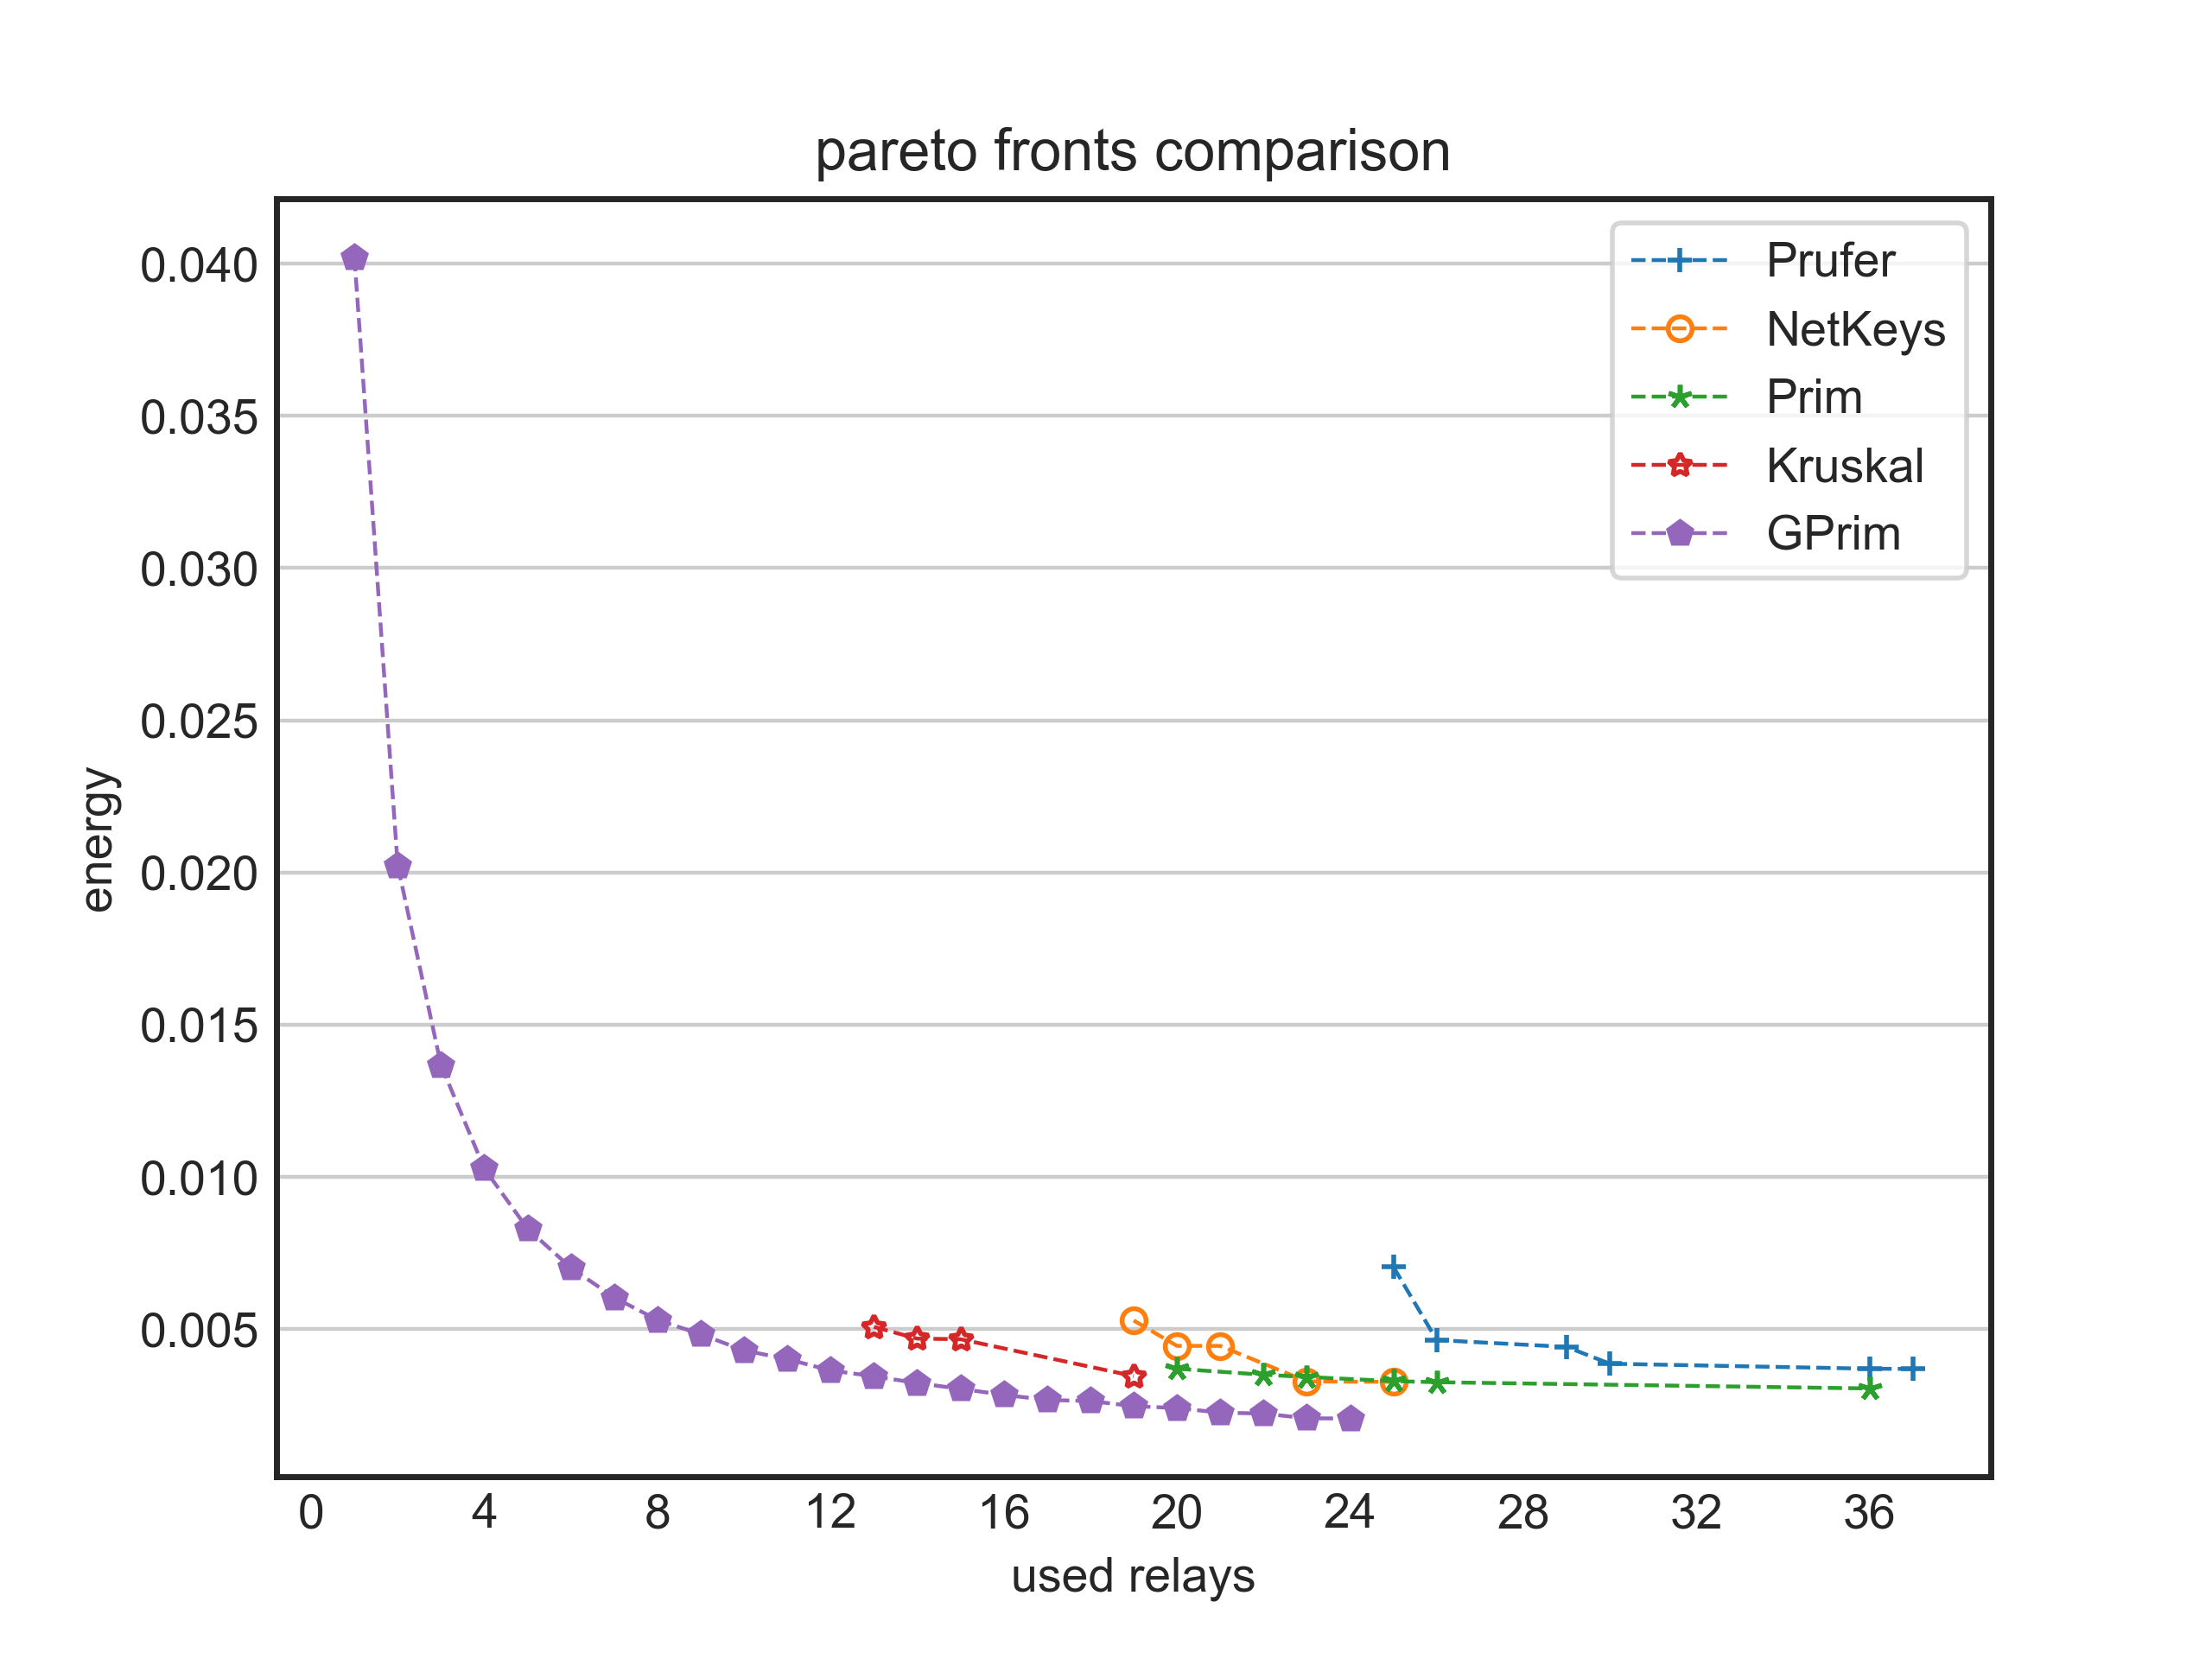 pareto fronts comparison
0.040
0.035
0.030
0.025
0.020
0.015
0.010
0.005
energy
Prufer
NetKeys
Prim
Kruskal
GPrim
0 4 8 12 16 20 24 28 32 36
used relays